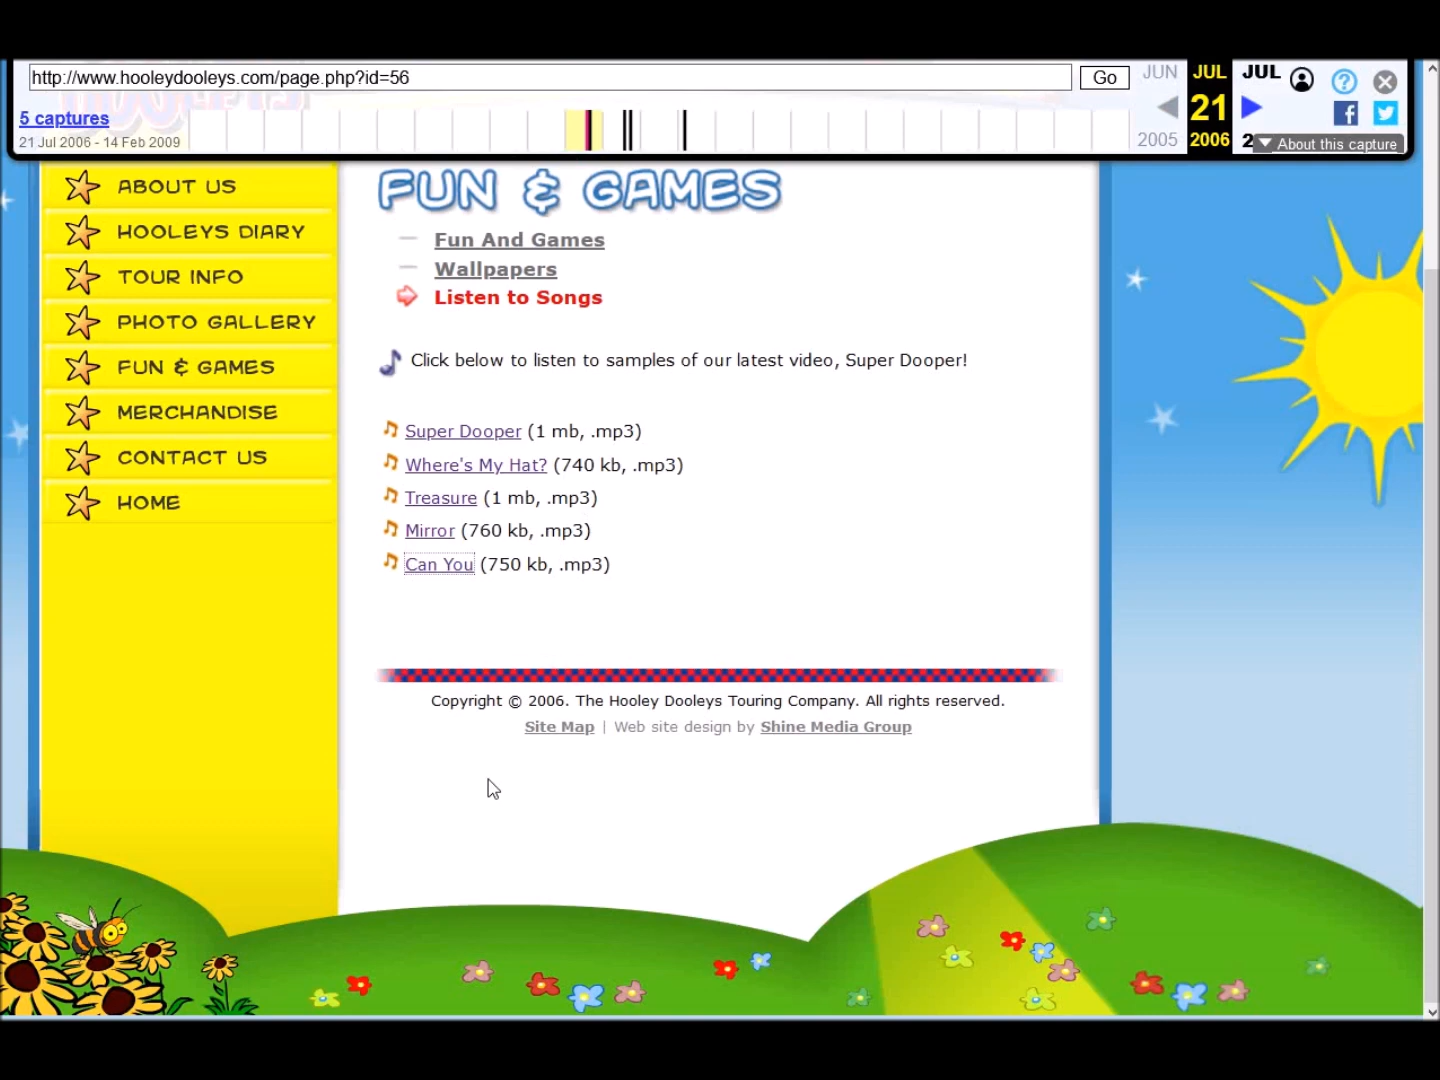 http://www.hooleydooleys.com/page.php?id=56
Go
JUN
JUL
JUL
5 captures
21
21 Jul 2006 - 14 Feb 2009
2005
2006
2
About this capture
ABOUT US
HOOLEYS DIARY
TOUR INFO
PHOTO GALLERY
FUN & GAMES
MERCHANDISE
CONTACT US
HOME
FUN & GAMES
Fun And Games
Wallpapers
Listen to Songs
Click below to listen to samples of our latest video, Super Dooper!
Super Dooper (1 mb, .mp3)
Where's My Hat? (740 kb, .mp3)
Treasure (1 mb, .mp3)
Mirror (760 kb, .mp3)
Can You (750 kb, .mp3)
Copyright © 2006. The Hooley Dooleys Touring Company. All rights reserved.
Site Map | Web site design by Shine Media Group